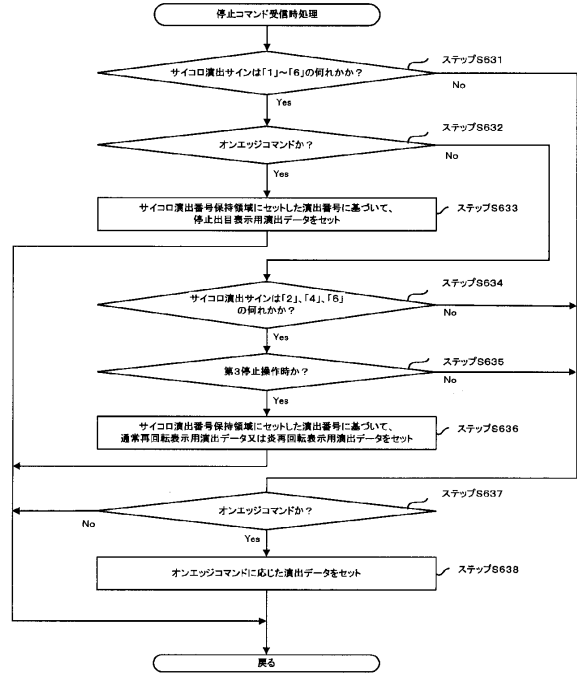 停止コマンド受信時処理
ステップS631
サイコロ演出サインは「1」~「6」の何れかか?
No
Yes
ステップS632
オンエッジコマンドか?
No
Yes
サイコロ演出番号保持領域にセットした演出番号に基づいて、
停止出目表示用演出データをセット
ステップS633
ステップS634
サイコロ演出サインは「2」、「4」、「6」
の何れかか?
No
Yes
ステップS635
第3停止操作時か?
No
Yes
サイコロ演出番号保持領域にセットした演出番号に基づいて、
通常再回転表示用演出データ又は炎再回転表示用演出データをセット
ステップS636
ステップS637
オンエッジコマンドか?
No
Yes
オンエッジコマンドに応じた演出データをセット
ステップS638
戻る